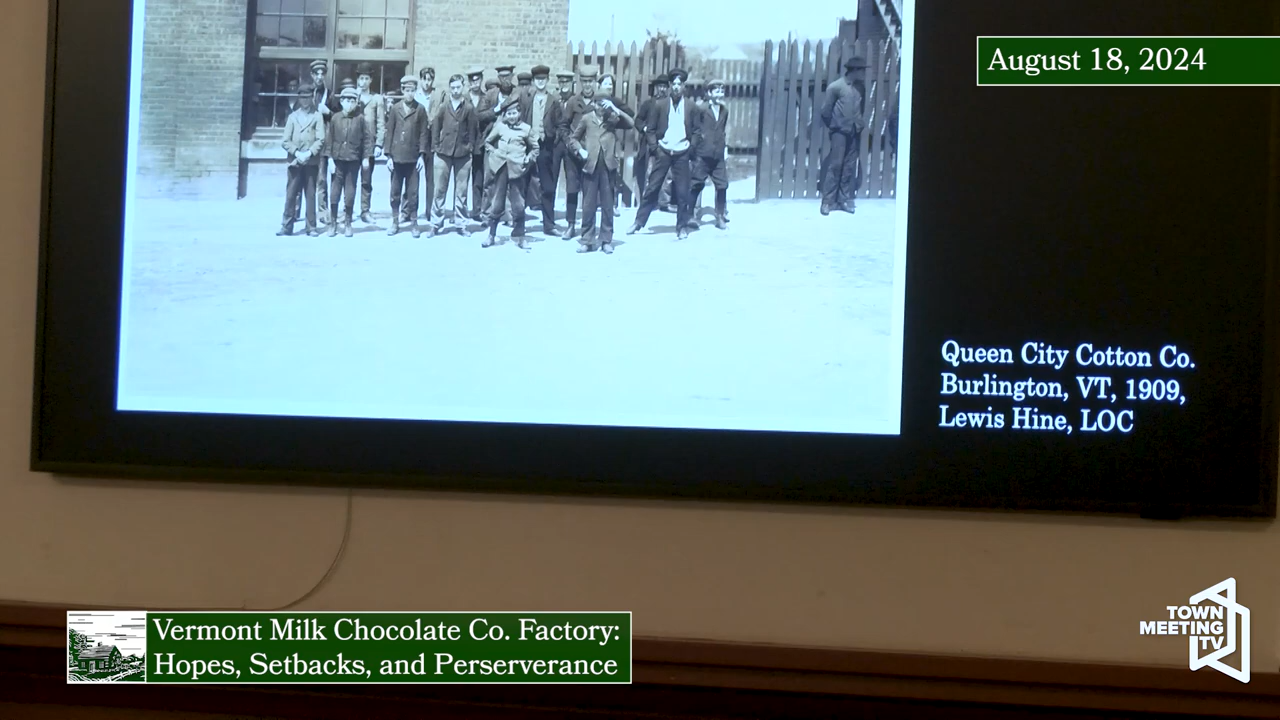 August 18, 2024
Queen City Cotton Co.
Burlington, VT, 1909,
Lewis Hine, LOC
Vermont Milk Chocolate Co. Factory:
Hopes, Setbacks, and Perserverance
TOWN
MEETING
TV